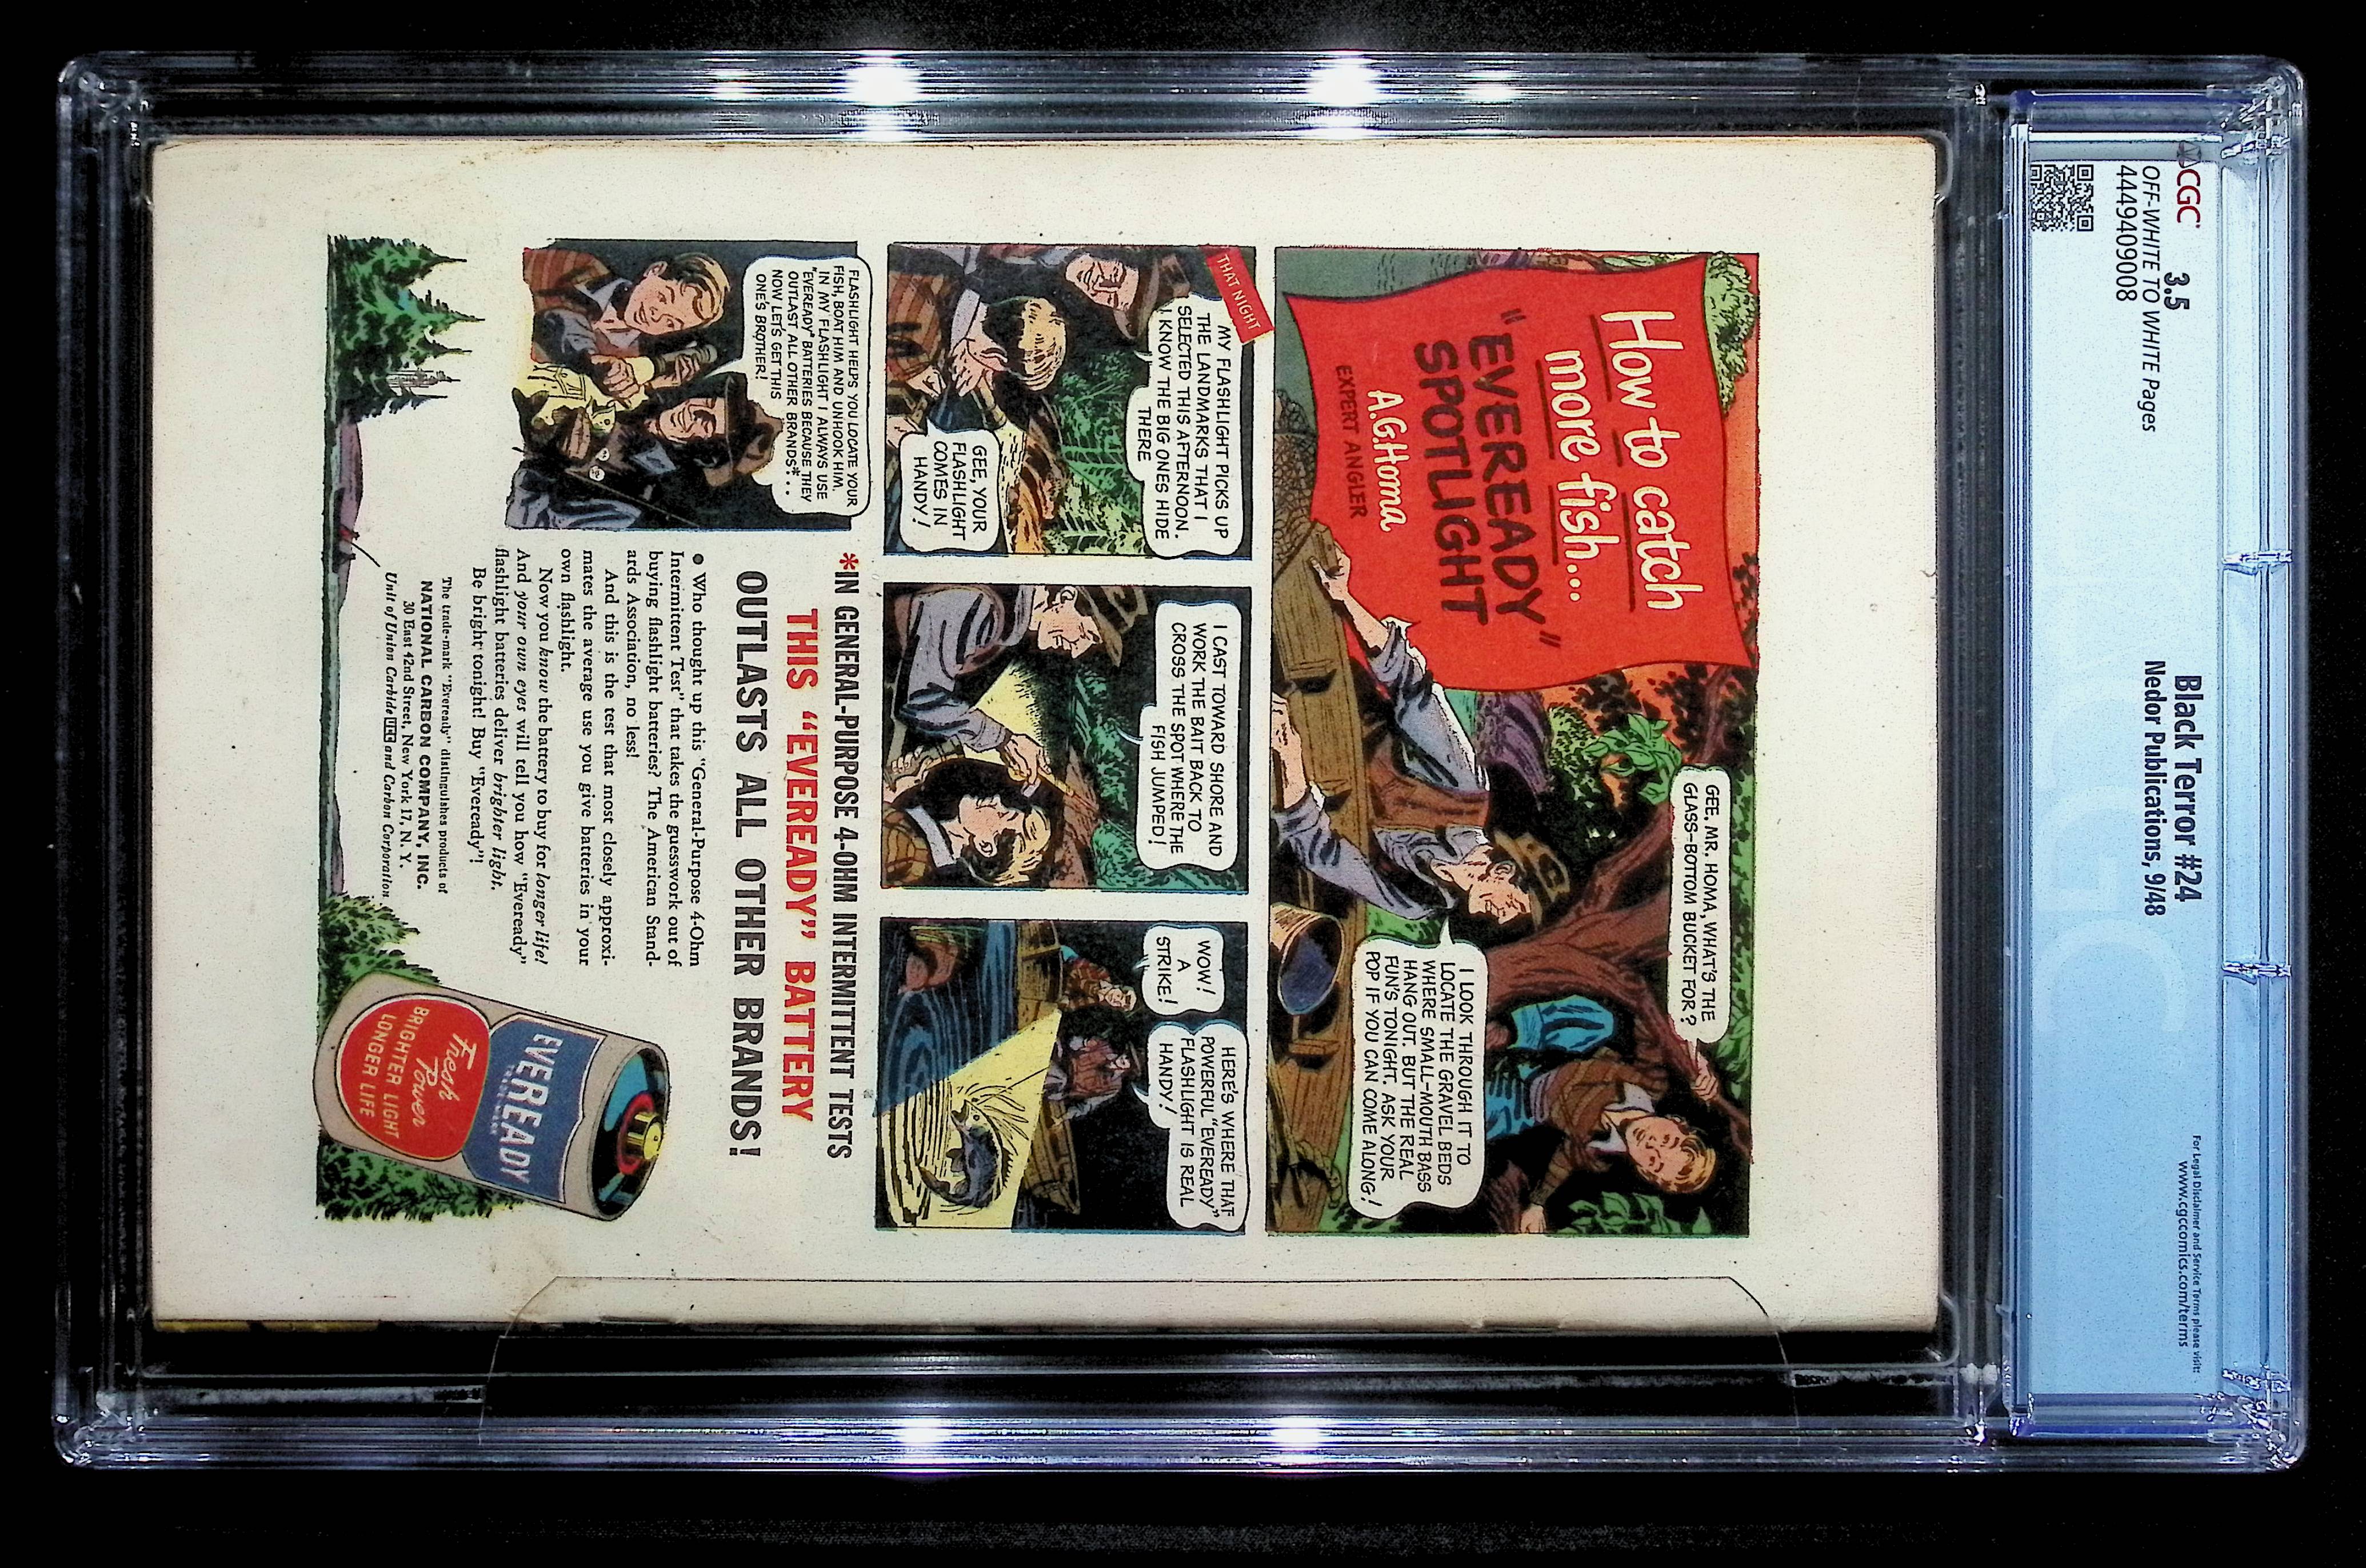 CGC
3.5
OFF-WHITE TO WHITE Pages
4449409008
Black Terror #24
Nedor Publications, 9/48
For Legal Disclaimer and Service Terms please visit:
www.cgccomics.com/terms
How to catch
more fish...
"EVEREADY"
SPOTLIGHT
A.G.Homa
EXPERT ANGLER
GEE, MR. HOMA, WHAT'S THE
GLASS-BOTTOM BUCKET FOR?
I LOOK THROUGH IT TO
LOCATE THE GRAVEL BEDS
WHERE SMALL-MOUTH BASS
HANG OUT. BUT THE REAL
FUN'S TONIGHT. ASK YOUR
POP IF YOU CAN COME ALONG!
THAT NIGHT
MY FLASHLIGHT PICKS UP
THE LANDMARKS THAT I
SELECTED THIS AFTERNOON.
I KNOW THE BIG ONES HIDE
THERE
GEE, YOUR
FLASHLIGHT
COMES IN
HANDY!
I CAST TOWARD SHORE AND
WORK THE BAIT BACK TO
CROSS THE SPOT WHERE THE
FISH JUMPED!
WOW!
A
STRIKE!
HERE'S WHERE THAT
POWERFUL "EVEREADY"
FLASHLIGHT IS REAL
HANDY!
FLASHLIGHT HELPS YOU LOCATE YOUR
FISH, BOAT HIM AND UNHOOK HIM.
IN MY FLASHLIGHT I ALWAYS USE
"EVEREADY" BATTERIES BECAUSE THEY
OUTLAST ALL OTHER BRANDS*...
NOW LET'S GET THIS
ONE'S BROTHER!
*IN GENERAL-PURPOSE 4-OHM INTERMITTENT TESTS
THIS "EVEREADY" BATTERY
OUTLASTS ALL OTHER BRANDS!
● Who thought up this "General-Purpose 4-Ohm
Intermittent Test" that takes the guesswork out of
buying flashlight batteries? The American Stand-
ards Association, no less!
And this is the test that most closely approxi-
mates the average use you give batteries in your
own flashlight.
Now you know the battery to buy for longer life!
And your own eyes will tell you how "Eveready"
flashlight batteries deliver brighter light.
Be bright tonight! Buy "Eveready"!
The trade-mark "Eveready" distinguishes products of
NATIONAL CARBON COMPANY, INC.
30 East 42nd Street, New York 17, N. Y.
Unit of Union Carbide UCC and Carbon Corporation
EVEREADY
Fresh
Power
BRIGHTER LIGHT
LONGER LIFE